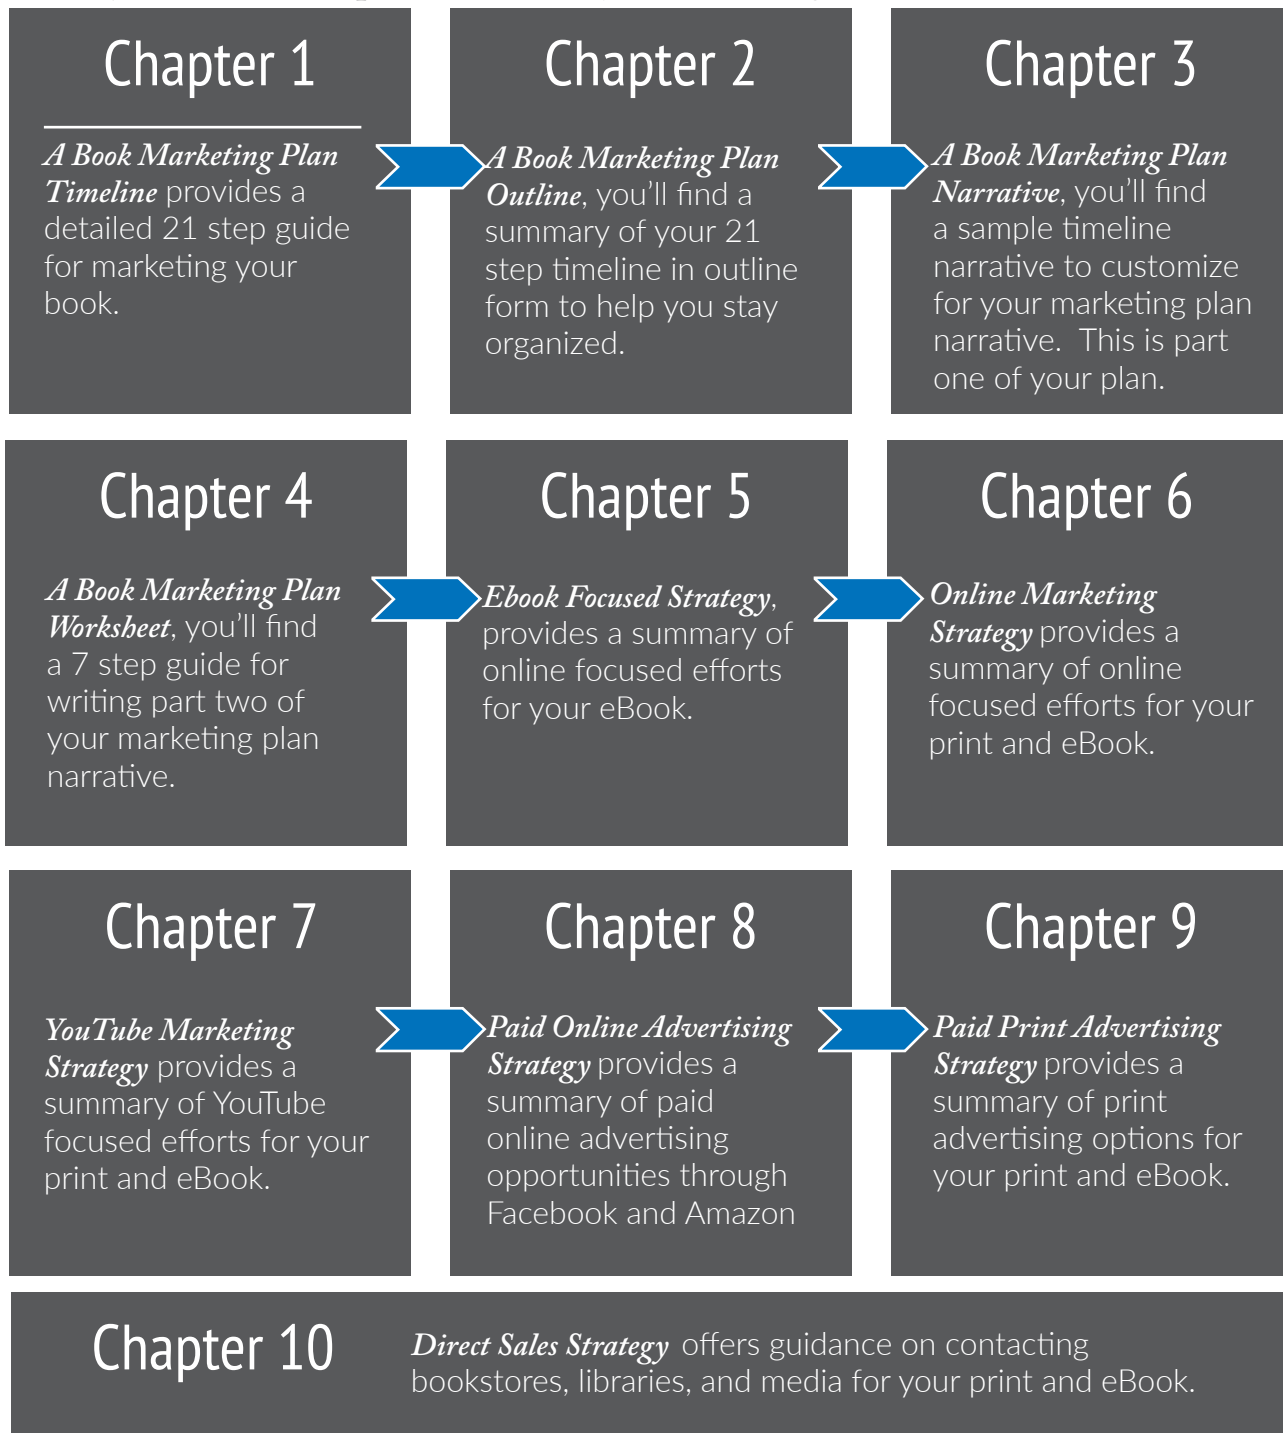 Chapter 1
A Book Marketing Plan
Timeline provides a
detailed 21 step guide
for marketing your
book.
Chapter 2
A Book Marketing Plan
Outline, you'll find a
summary of your 21
step timeline in outline
form to help you stay
organized.
Chapter 3
A Book Marketing Plan
Narrative, you'll find
a sample timeline
narrative to customize
for your marketing plan
narrative.  This is part
one of your plan.
Chapter 4
A Book Marketing Plan
Worksheet, you'll find
a 7 step guide for
writing part two of
your marketing plan
narrative.
Chapter 5
Ebook Focused Strategy,
provides a summary of
online focused efforts
for your eBook.
Chapter 6
Online Marketing
Strategy provides a
summary of online
focused efforts for your
print and eBook.
Chapter 7
YouTube Marketing
Strategy provides a
summary of YouTube
focused efforts for your
print and eBook.
Chapter 8
Paid Online Advertising
Strategy provides a
summary of paid
online advertising
opportunities through
Facebook and Amazon
Chapter 9
Paid Print Advertising
Strategy provides a
summary of print
advertising options for
your print and eBook.
Chapter 10
Direct Sales Strategy offers guidance on contacting
bookstores, libraries, and media for your print and eBook.